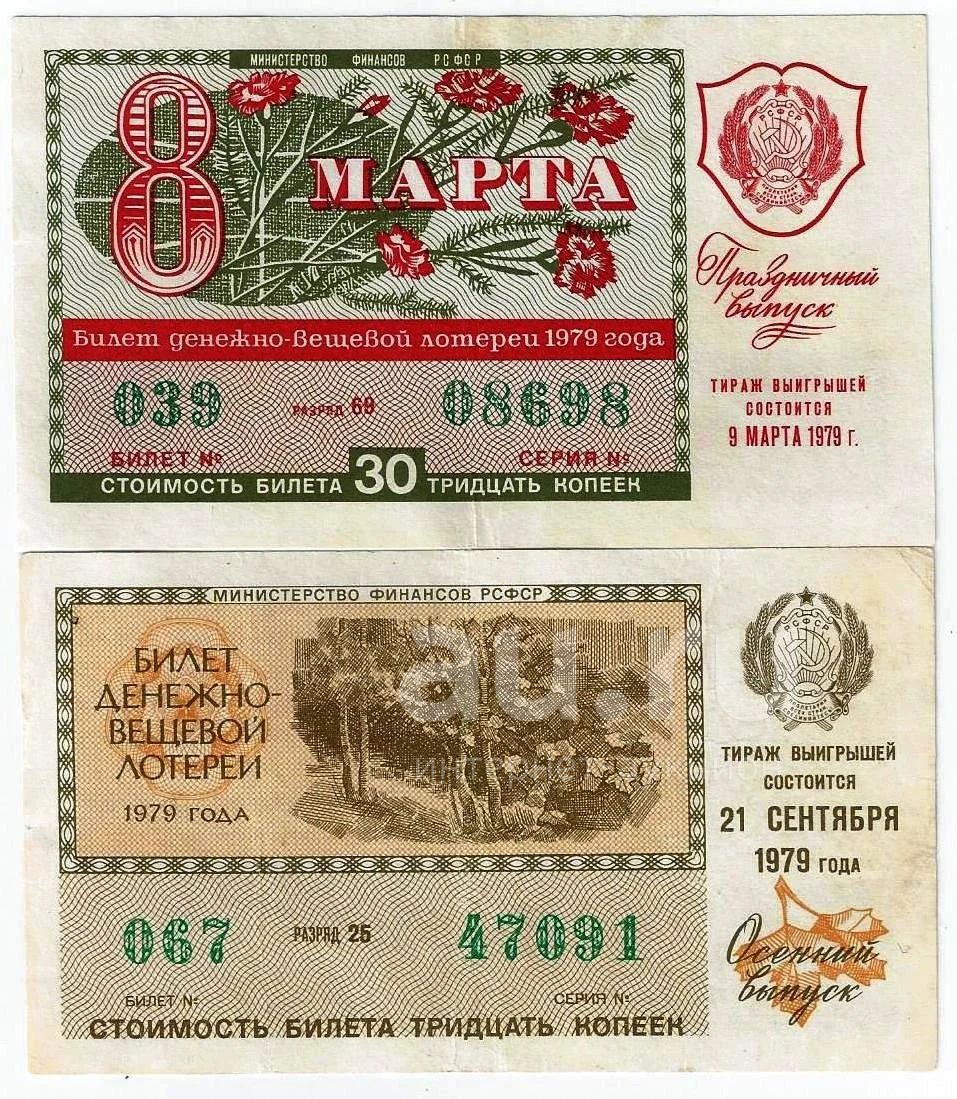 МИНИСТЕРСТВО ФИНАНСОВ РСФСР
8 МАРТА
РСФСР
Праздничный
выпуск
Билет денежно-вещевой лотереи 1979 года
039 РАЗРЯД 69 08698
БИЛЕТ № СЕРИЯ №
СТОИМОСТЬ БИЛЕТА 30 ТРИДЦАТЬ КОПЕЕК
ТИРАЖ ВЫИГРЫШЕЙ
СОСТОИТСЯ
9 МАРТА 1979 г.
МИНИСТЕРСТВО ФИНАНСОВ РСФСР
БИЛЕТ
ДЕНЕЖНО-
ВЕЩЕВОЙ
ЛОТЕРЕИ
1979 ГОДА
РСФСР
ТИРАЖ ВЫИГРЫШЕЙ
СОСТОИТСЯ
21 СЕНТЯБРЯ
1979 ГОДА
Осенний
выпуск
067 РАЗРЯД 25 47091
БИЛЕТ № СЕРИЯ №
СТОИМОСТЬ БИЛЕТА ТРИДЦАТЬ КОПЕЕК